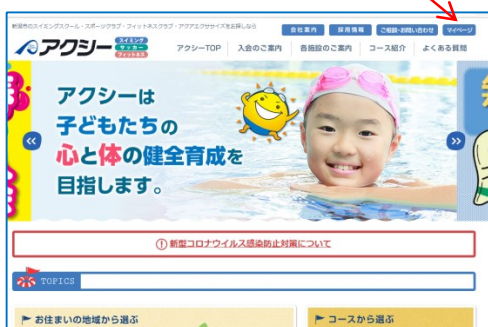 新潟市のスイミングスクール・スポーツクラブ・フィットネスクラブ・アクアエクササイズをお探しなら
会社案内 採用情報 ご相談・お問い合わせ マイページ
アクシー スイミング サッカー フィットネス
アクシーTOP 入会のご案内 各施設のご案内 コース紹介 よくある質問
アクシーは
子どもたちの
心と体の健全育成を
目指します。
新型コロナウイルス感染防止対策について
TOPICS
お住まいの地域から選ぶ コースから選ぶ